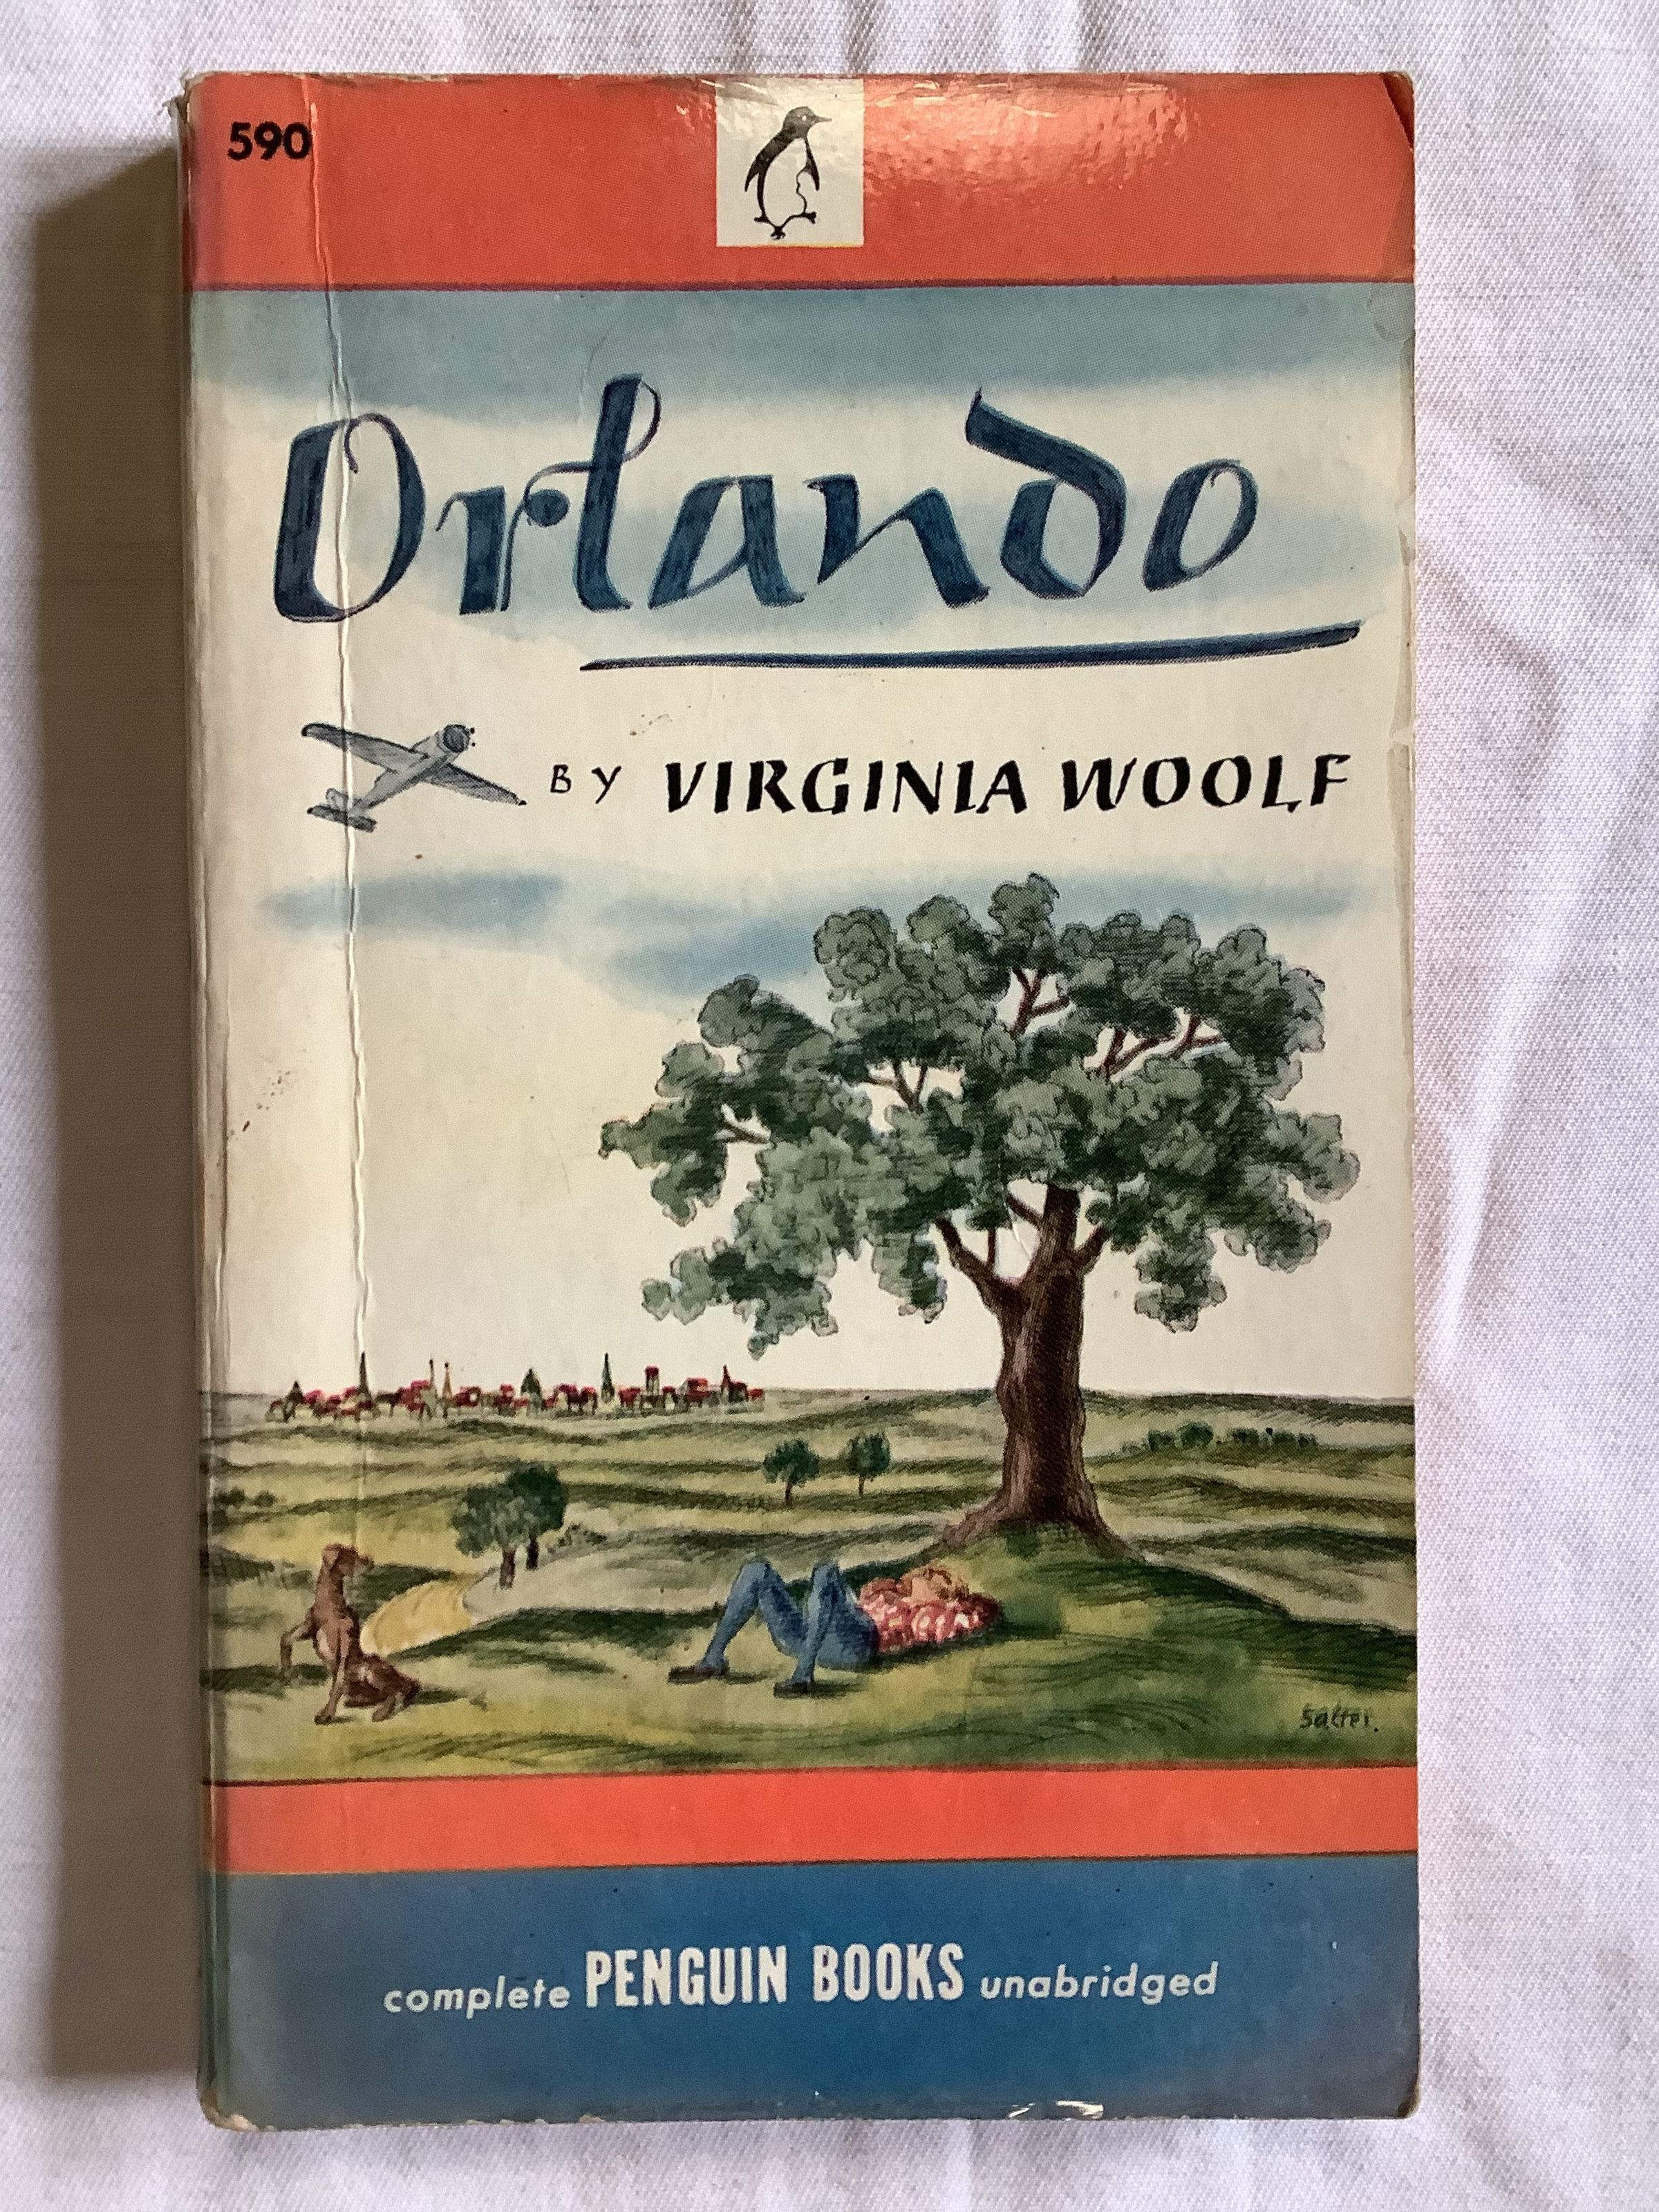 590
Orlando
BY VIRGINIA WOOLF
Salter.
complete PENGUIN BOOKS unabridged